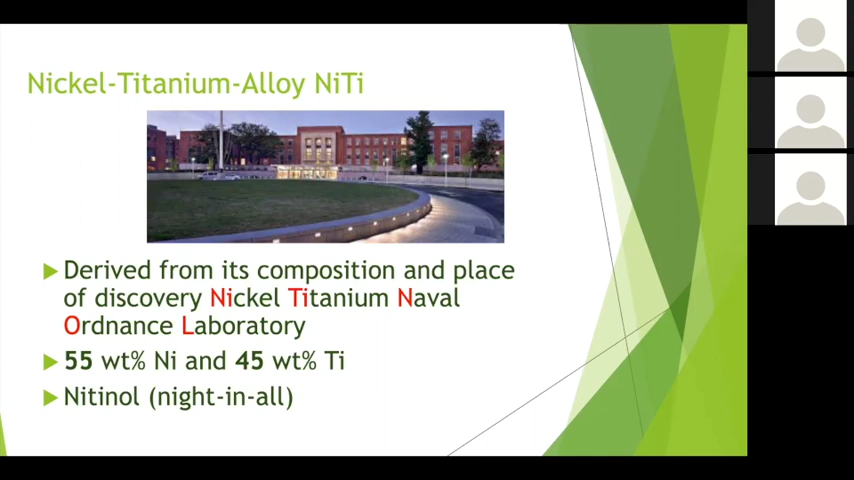 Nickel-Titanium-Alloy NiTi
Derived from its composition and place
of discovery Nickel Titanium Naval
Ordnance Laboratory
55 wt% Ni and 45 wt% Ti
Nitinol (night-in-all)